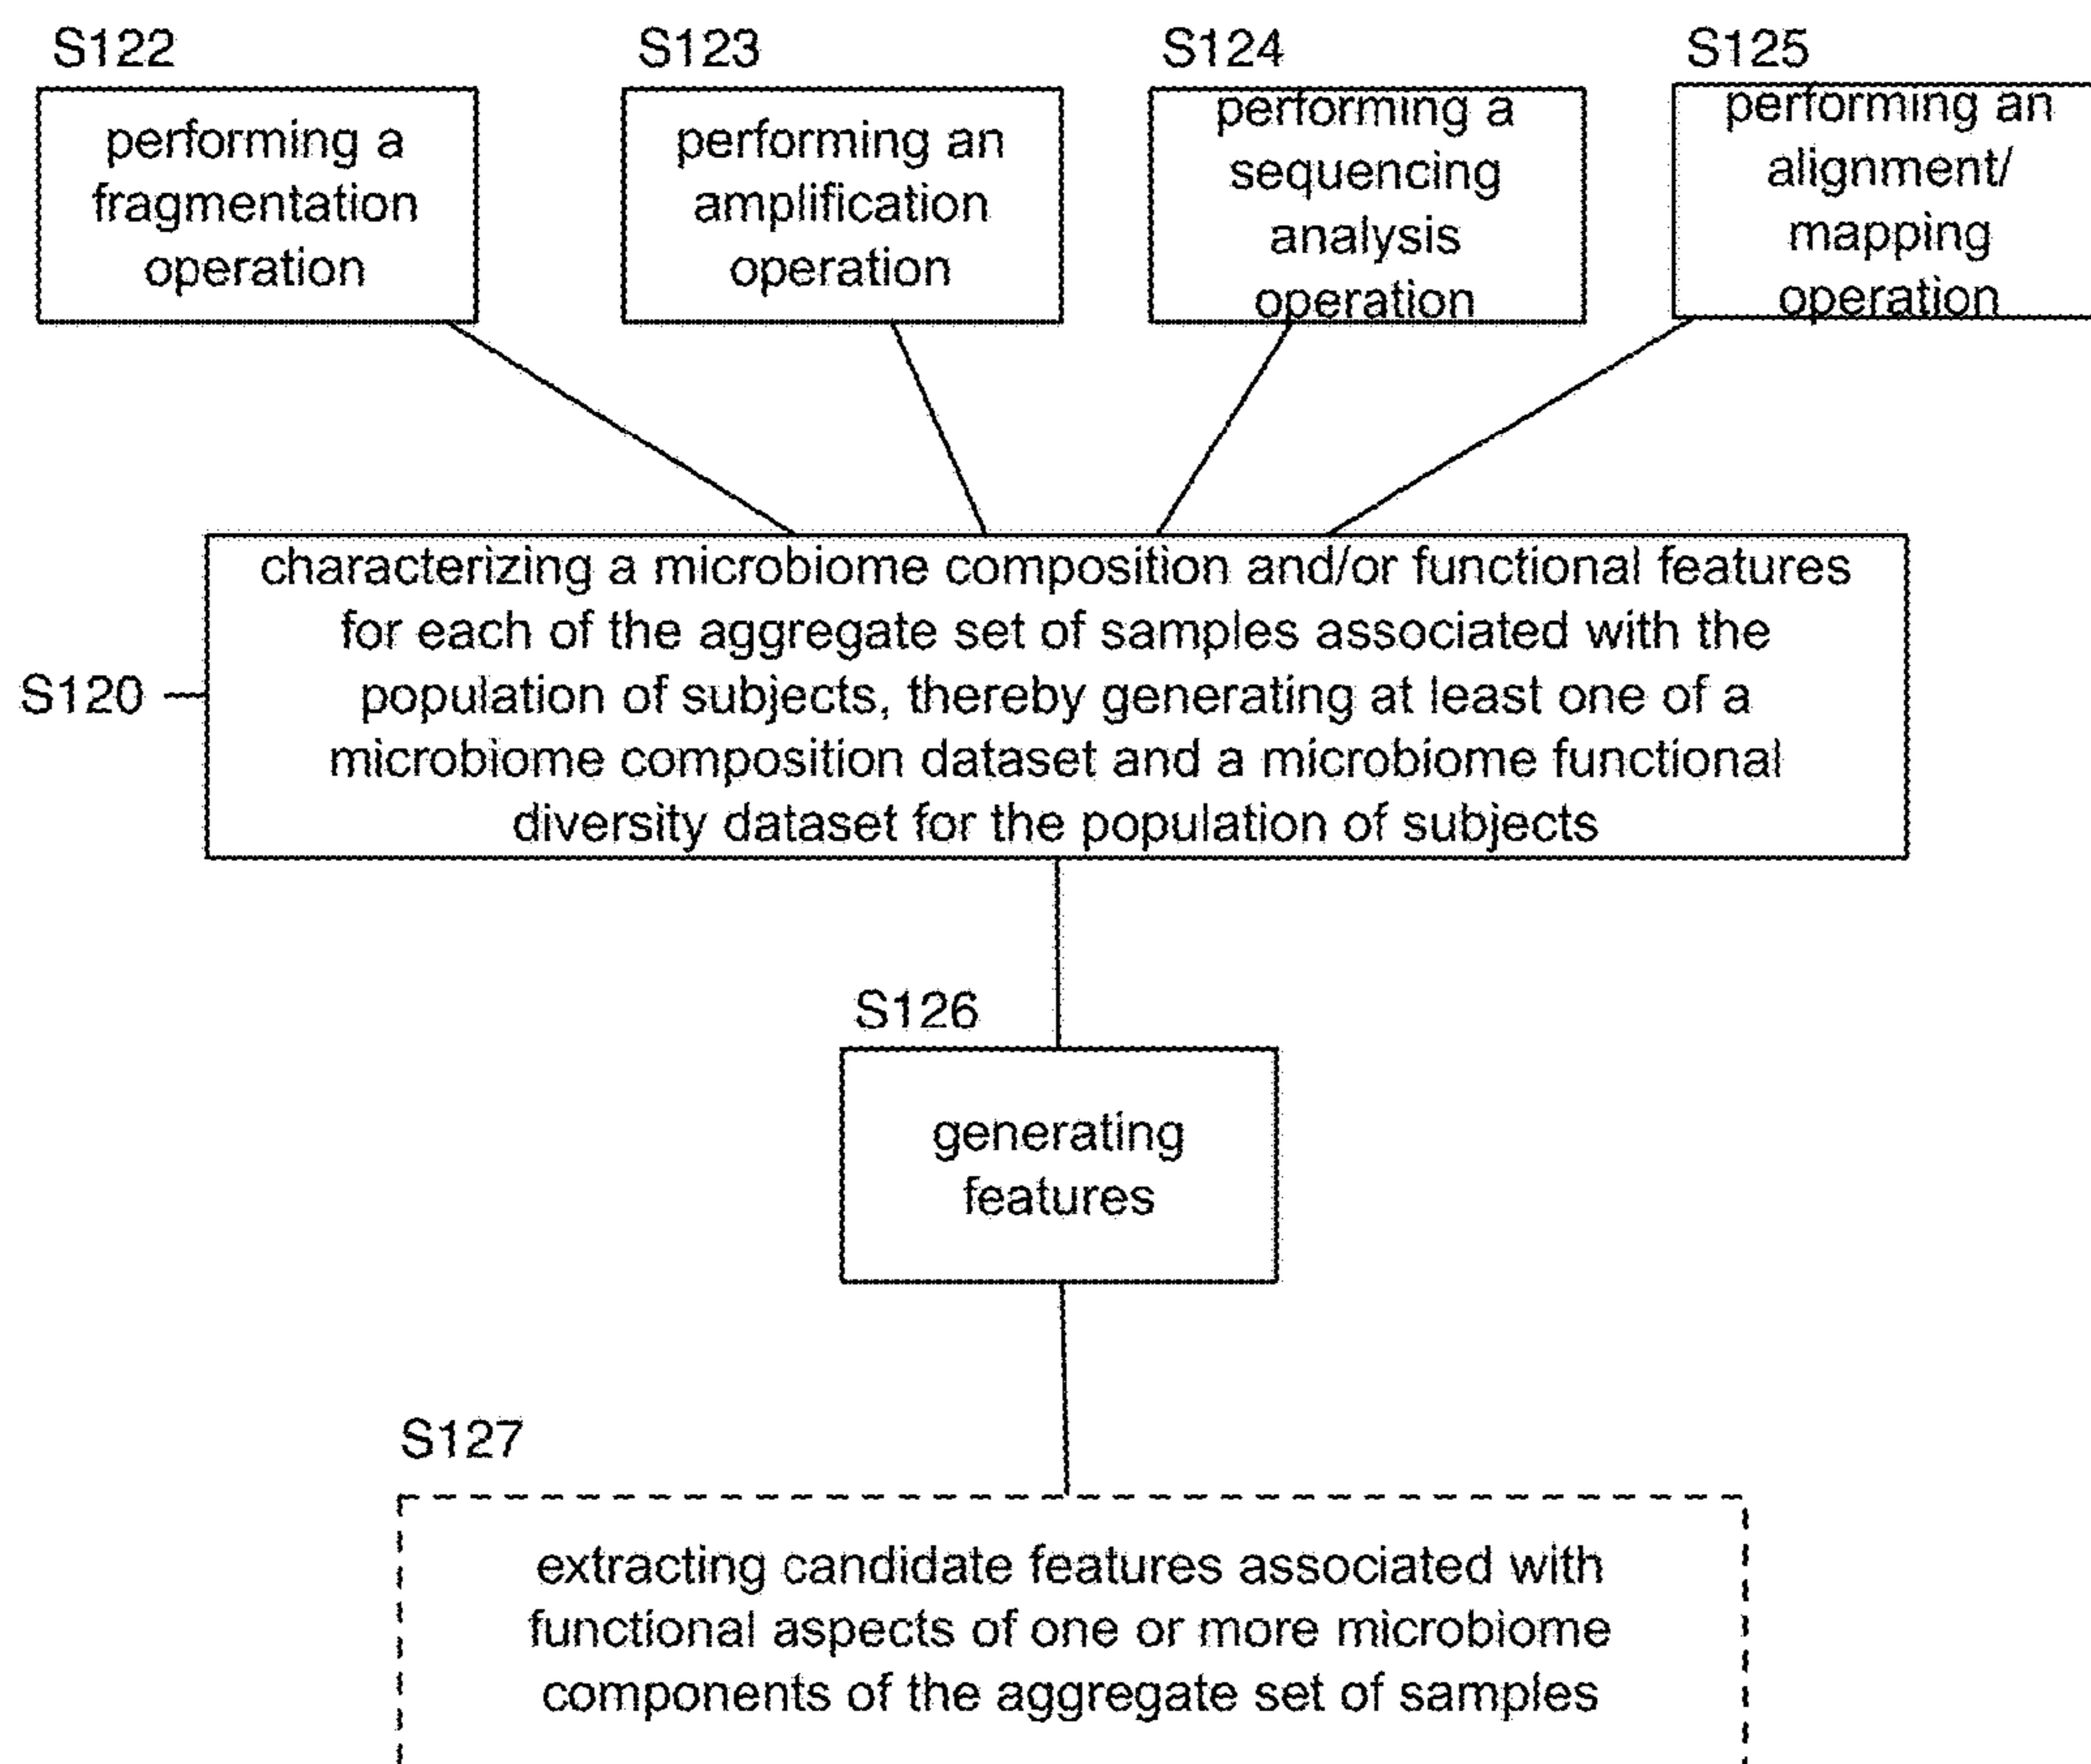 S122
performing a
fragmentation
operation
S123
performing an
amplification
operation
S124
performing a
sequencing
analysis
operation
S125
performing an
alignment/
mapping
operation
S120
characterizing a microbiome composition and/or functional features
for each of the aggregate set of samples associated with the
population of subjects, thereby generating at least one of a
microbiome composition dataset and a microbiome functional
diversity dataset for the population of subjects
S126
generating
features
S127
extracting candidate features associated with
functional aspects of one or more microbiome
components of the aggregate set of samples